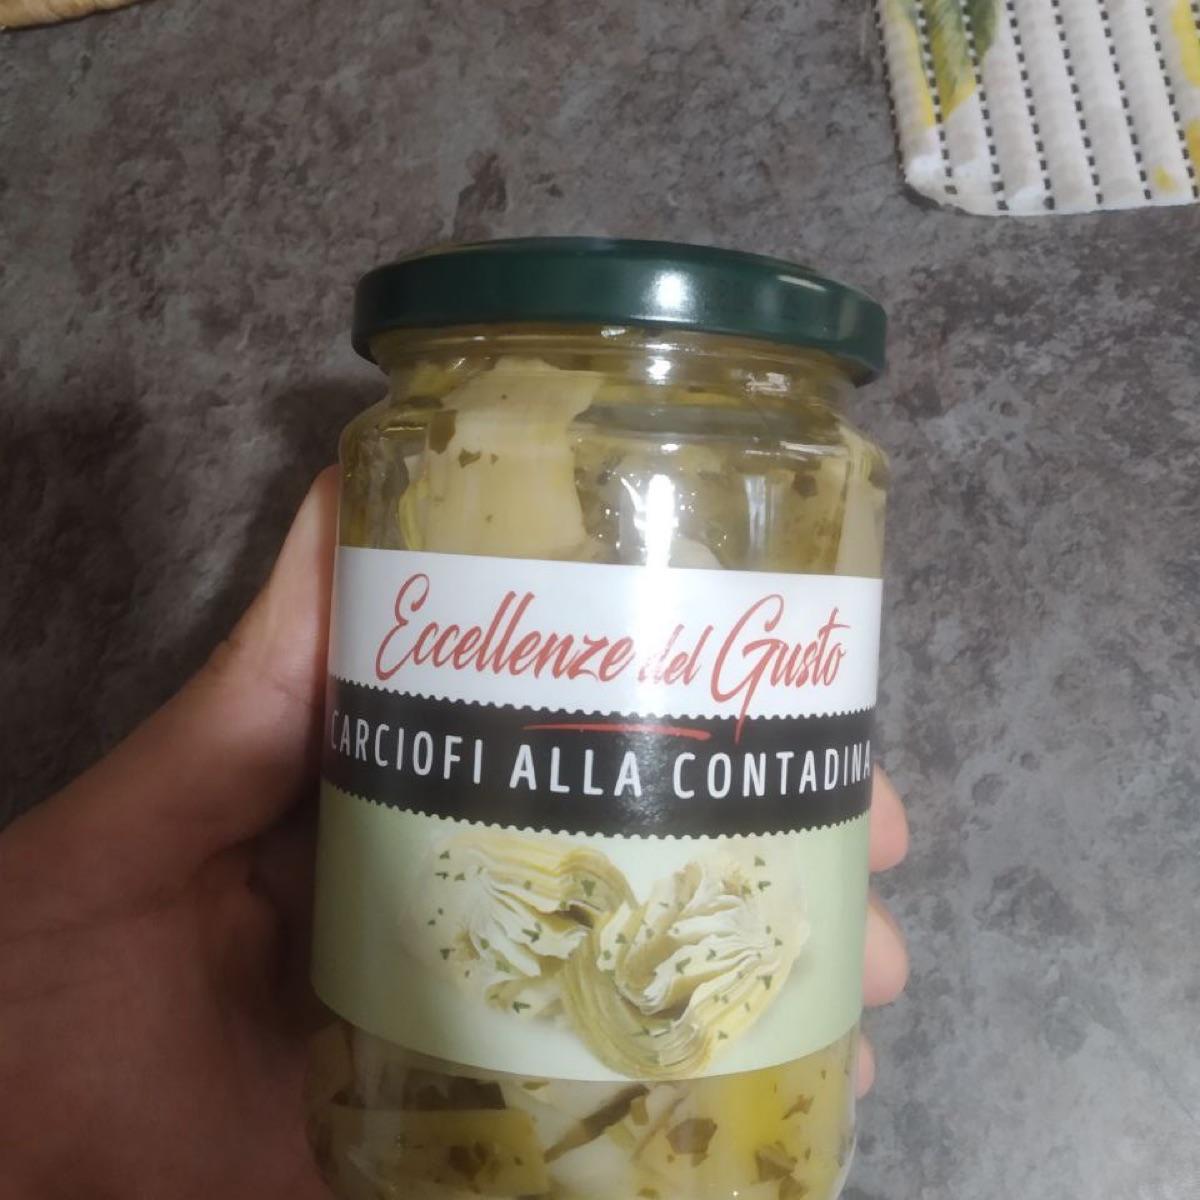 Eccellenze del Gusto
CARCIOFI ALLA CONTADINA